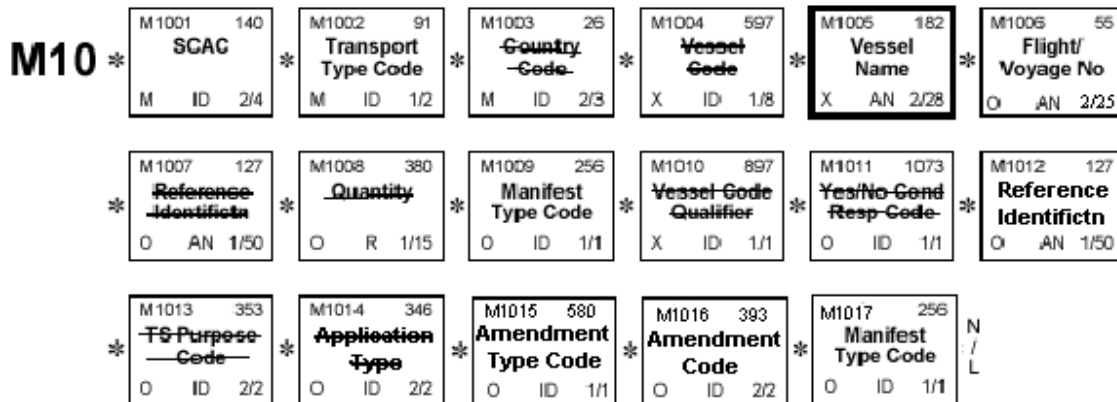 M1001 140 M1002 91 M1003 26 M1004 597 M1005 182 M1006 55
M10 * SCAC * Transport Type Code * Country Code * Vessel Code * Vessel Name * Flight/ Voyage No
M ID 2/4 M ID 1/2 M ID 2/3 X ID 1/8 X AN 2/28 O AN 2/25
M1007 127 M1008 380 M1009 256 M1010 897 M1011 1073 M1012 127
* Reference Identifictn * Quantity * Manifest Type Code * Vessel Code Qualifier * Yes/No Cond Resp Code * Reference Identifictn
O AN 1/50 O R 1/15 O ID 1/1 X ID 1/1 O ID 1/1 O AN 1/50
M1013 353 M1014 346 M1015 580 M1016 393 M1017 256
* TS Purpose Code * Application Type * Amendment Type Code * Amendment Code * Manifest Type Code N / L
O ID 2/2 O ID 2/2 O ID 1/1 O ID 2/2 O ID 1/1